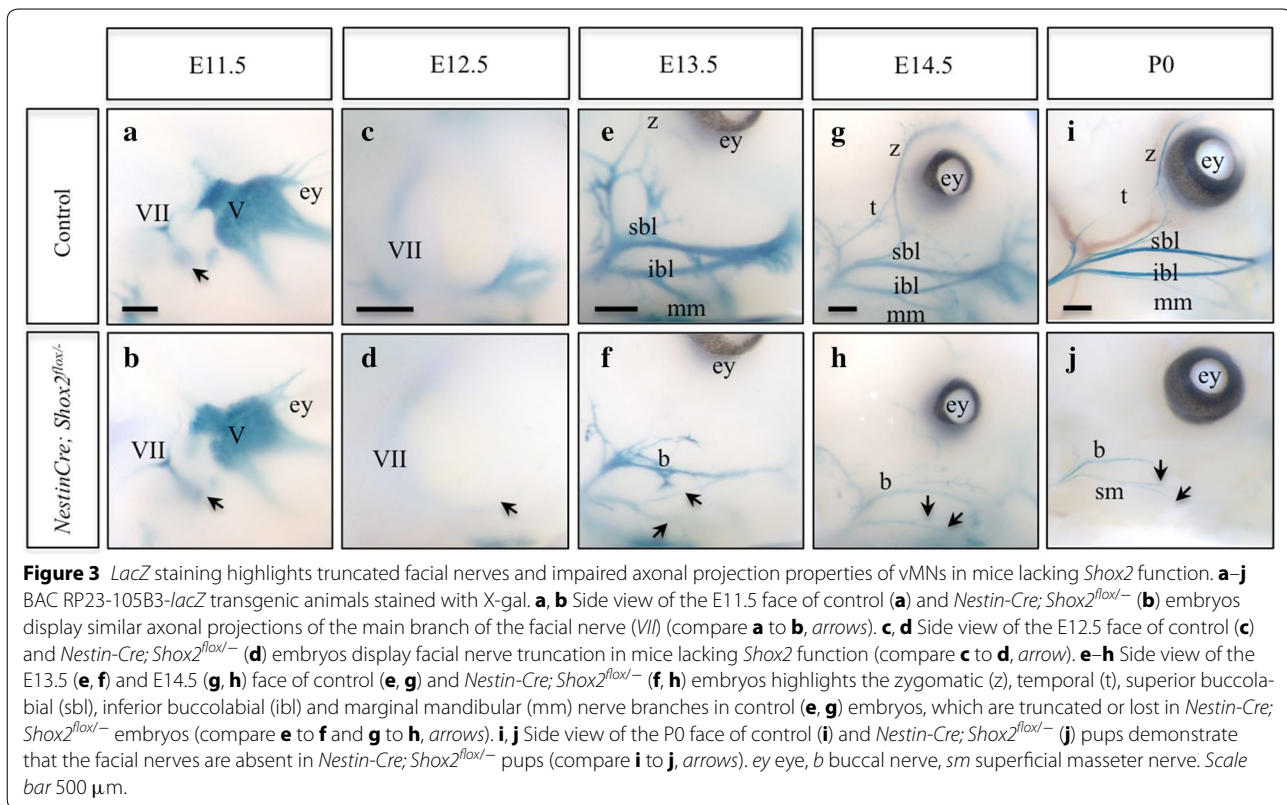 E11.5
E12.5
E13.5
E14.5
P0
Control
a
VII
V
ey
c
VII
e
z
ey
sbl
ibl
mm
g
z
ey
t
sbl
ibl
mm
i
z
ey
t
sbl
ibl
mm
NestinCre; Shox2flox/-
b
ey
V
VII
d
VII
f
ey
b
h
ey
b
j
ey
b
sm
Figure 3 LacZ staining highlights truncated facial nerves and impaired axonal projection properties of vMNs in mice lacking Shox2 function. a–j
BAC RP23-105B3-lacZ transgenic animals stained with X-gal. a, b Side view of the E11.5 face of control (a) and Nestin-Cre; Shox2flox/− (b) embryos
display similar axonal projections of the main branch of the facial nerve (VII) (compare a to b, arrows). c, d Side view of the E12.5 face of control (c)
and Nestin-Cre; Shox2flox/− (d) embryos display facial nerve truncation in mice lacking Shox2 function (compare c to d, arrow). e–h Side view of the
E13.5 (e, f) and E14.5 (g, h) face of control (e, g) and Nestin-Cre; Shox2flox/− (f, h) embryos highlights the zygomatic (z), temporal (t), superior buccola-
bial (sbl), inferior buccolabial (ibl) and marginal mandibular (mm) nerve branches in control (e, g) embryos, which are truncated or lost in Nestin-Cre;
Shox2flox/− embryos (compare e to f and g to h, arrows). i, j Side view of the P0 face of control (i) and Nestin-Cre; Shox2flox/− (j) pups demonstrate
that the facial nerves are absent in Nestin-Cre; Shox2flox/− pups (compare i to j, arrows). ey eye, b buccal nerve, sm superficial masseter nerve. Scale
bar 500 μm.